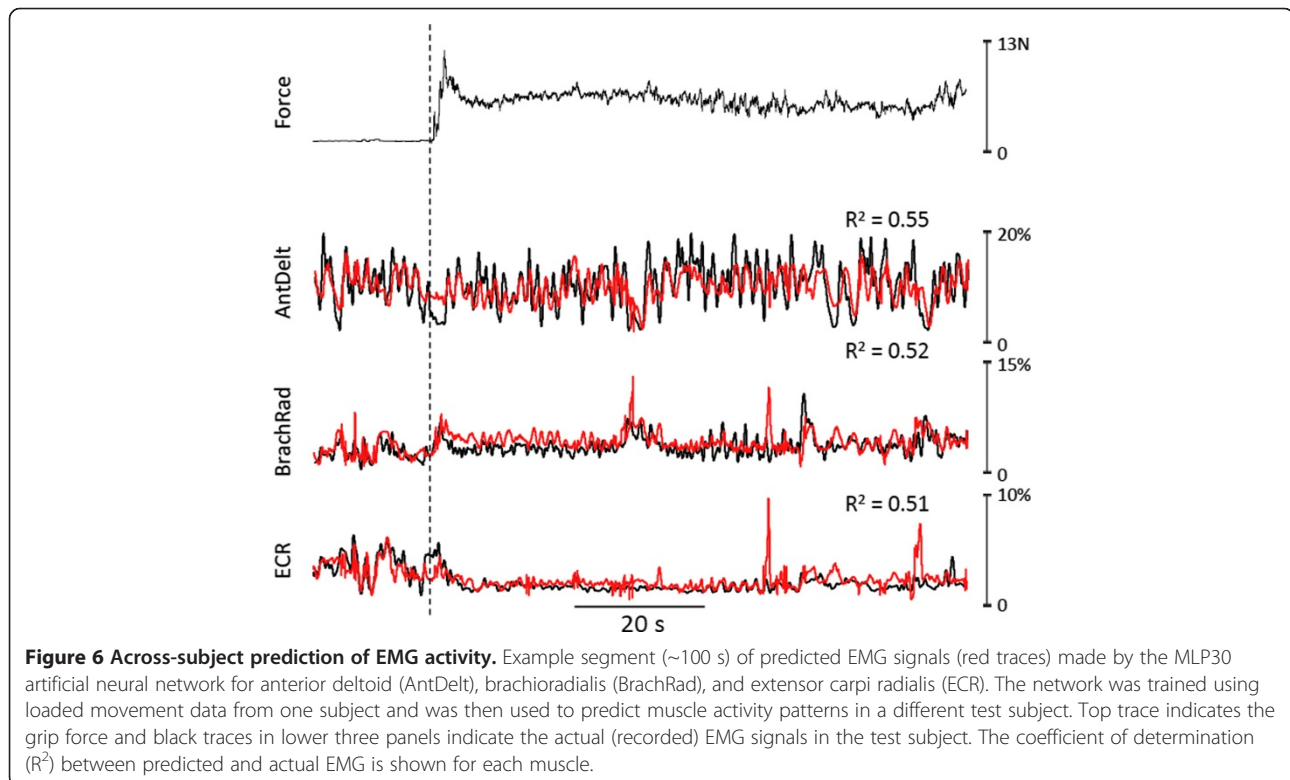 13N
Force
0
R² = 0.55
20%
AntDelt
0
R² = 0.52
15%
BrachRad
0
R² = 0.51
10%
ECR
0
20 s
Figure 6 Across-subject prediction of EMG activity. Example segment (~100 s) of predicted EMG signals (red traces) made by the MLP30
artificial neural network for anterior deltoid (AntDelt), brachioradialis (BrachRad), and extensor carpi radialis (ECR). The network was trained using
loaded movement data from one subject and was then used to predict muscle activity patterns in a different test subject. Top trace indicates the
grip force and black traces in lower three panels indicate the actual (recorded) EMG signals in the test subject. The coefficient of determination
(R²) between predicted and actual EMG is shown for each muscle.